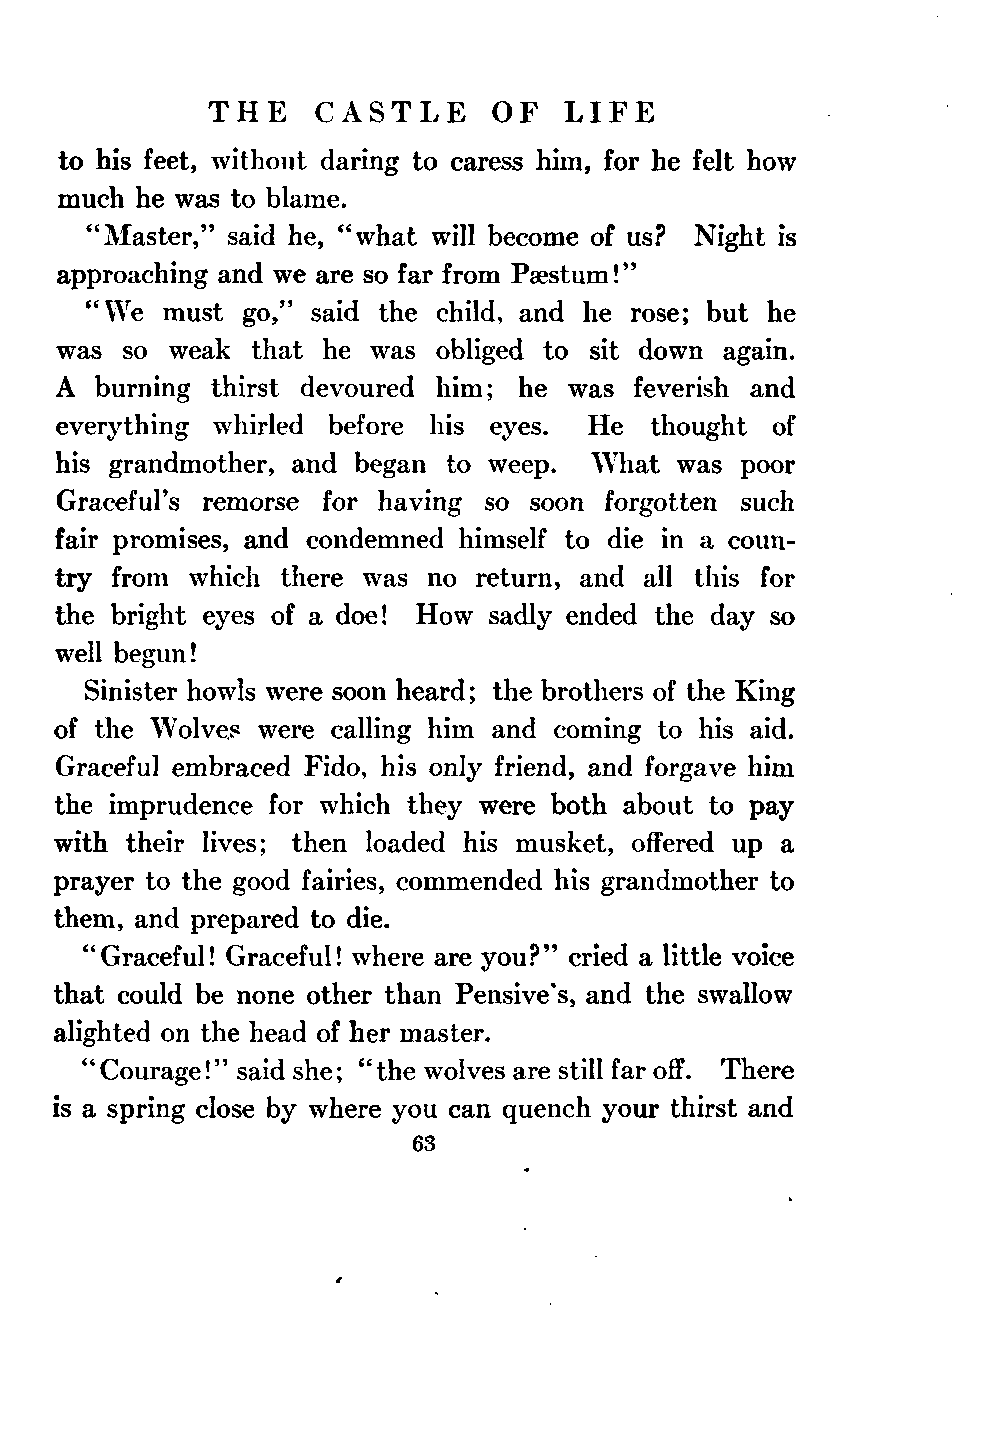 THE CASTLE OF LIFE
to his feet, without daring to caress him, for he felt how
much he was to blame.
“Master,” said he, “what will become of us? Night is
approaching and we are so far from Pæstum!”
“We must go,” said the child, and he rose; but he
was so weak that he was obliged to sit down again.
A burning thirst devoured him; he was feverish and
everything whirled before his eyes. He thought of
his grandmother, and began to weep. What was poor
Graceful's remorse for having so soon forgotten such
fair promises, and condemned himself to die in a coun-
try from which there was no return, and all this for
the bright eyes of a doe! How sadly ended the day so
well begun!
Sinister howls were soon heard; the brothers of the King
of the Wolves were calling him and coming to his aid.
Graceful embraced Fido, his only friend, and forgave him
the imprudence for which they were both about to pay
with their lives; then loaded his musket, offered up a
prayer to the good fairies, commended his grandmother to
them, and prepared to die.
“Graceful! Graceful! where are you?” cried a little voice
that could be none other than Pensive's, and the swallow
alighted on the head of her master.
“Courage!” said she; “the wolves are still far off. There
is a spring close by where you can quench your thirst and
63